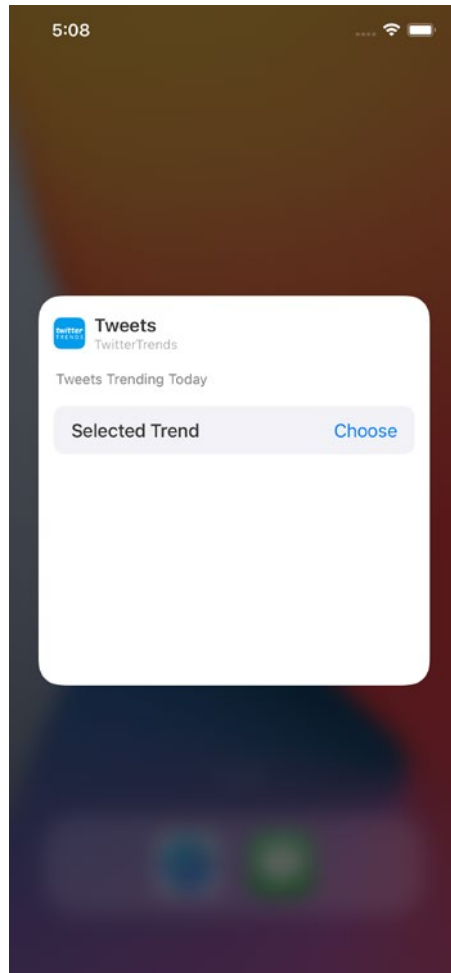 5:08
twitter
TRENDS
Tweets
TwitterTrends
Tweets Trending Today
Selected Trend Choose